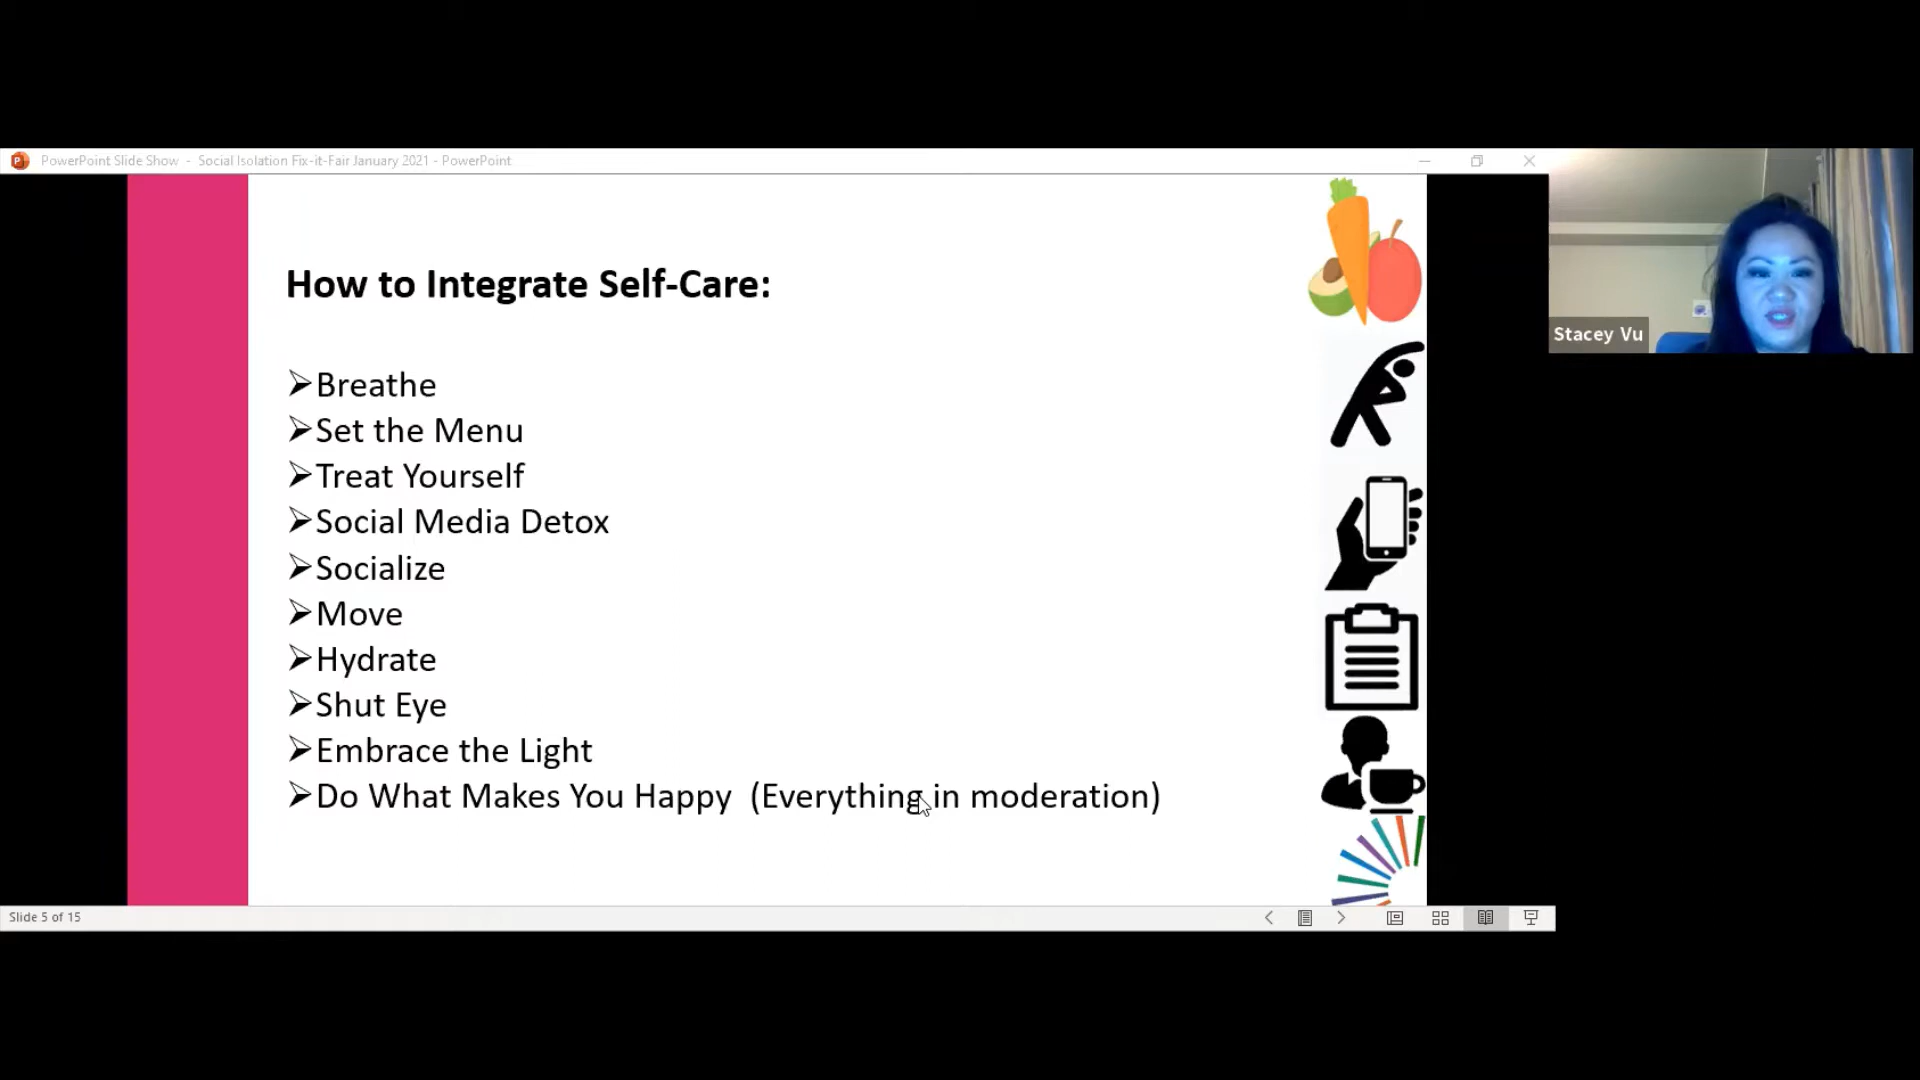 PowerPoint Slide Show - Social Isolation Fix-it-Fair January 2021 - PowerPoint
How to Integrate Self-Care:
Breathe
Set the Menu
Treat Yourself
Social Media Detox
Socialize
Move
Hydrate
Shut Eye
Embrace the Light
Do What Makes You Happy (Everything in moderation)
Stacey Vu
Slide 5 of 15